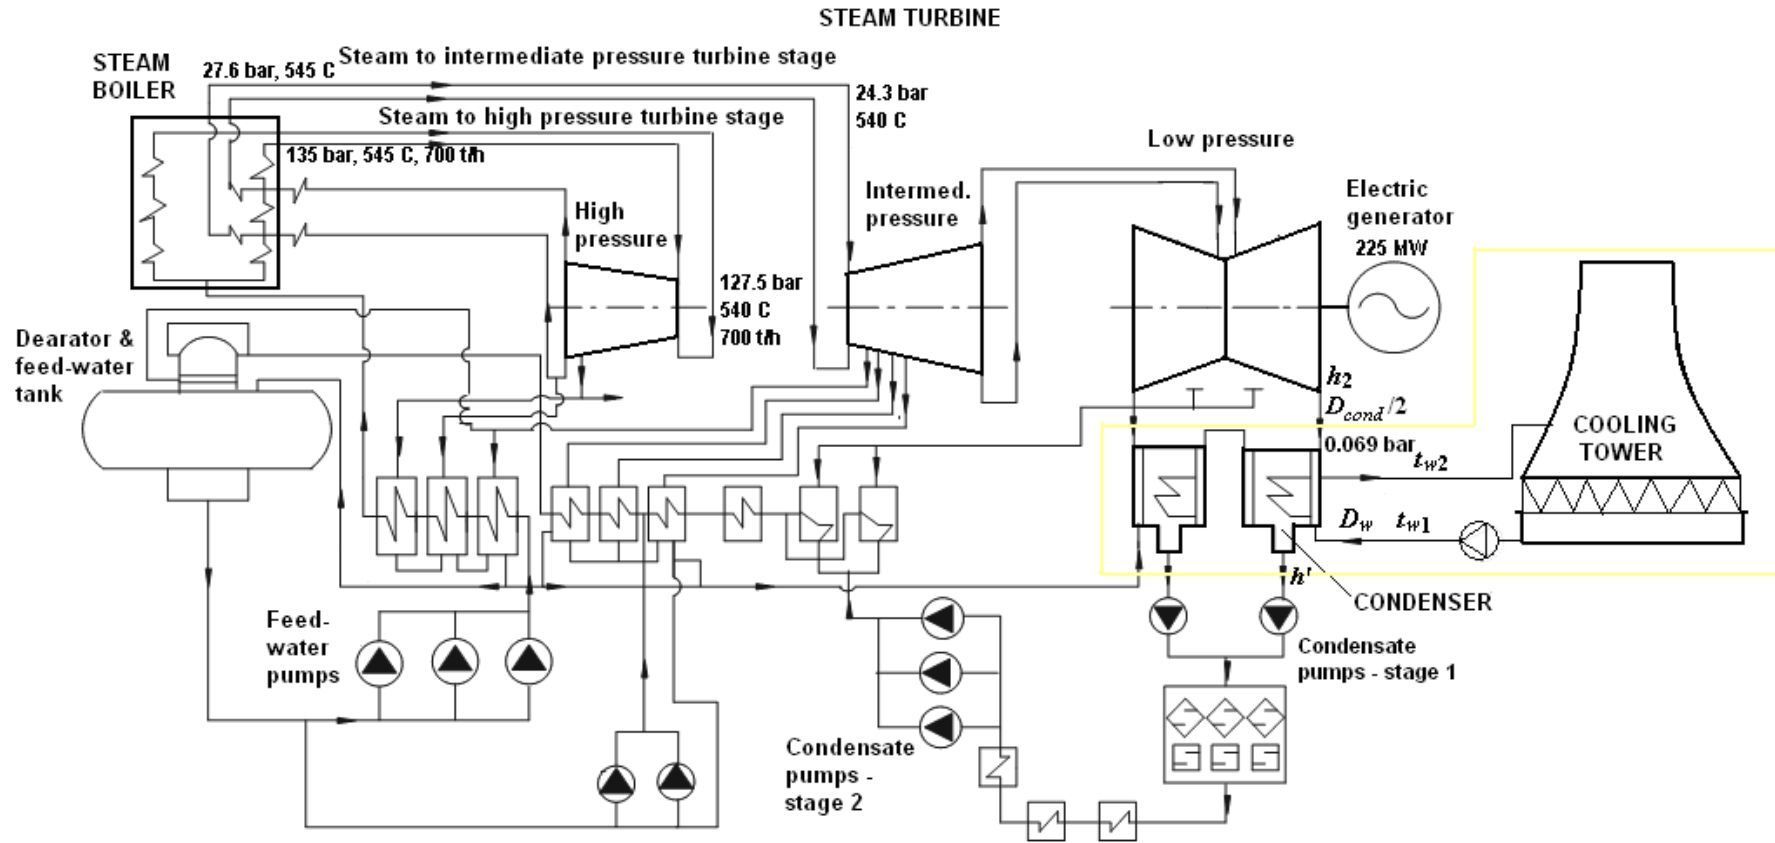 STEAM TURBINE
STEAM
BOILER
27.6 bar, 545 C
Steam to intermediate pressure turbine stage
24.3 bar
540 C
Steam to high pressure turbine stage
135 bar, 545 C, 700 t/h
Low pressure
High
pressure
Intermed.
pressure
Electric
generator
225 MW
127.5 bar
540 C
700 t/h
Dearator &
feed-water
tank
h2
Dcond/2
0.069 bar
tw2
COOLING
TOWER
Dw tw1
h'
CONDENSER
Feed-
water
pumps
Condensate
pumps - stage 1
Condensate
pumps -
stage 2